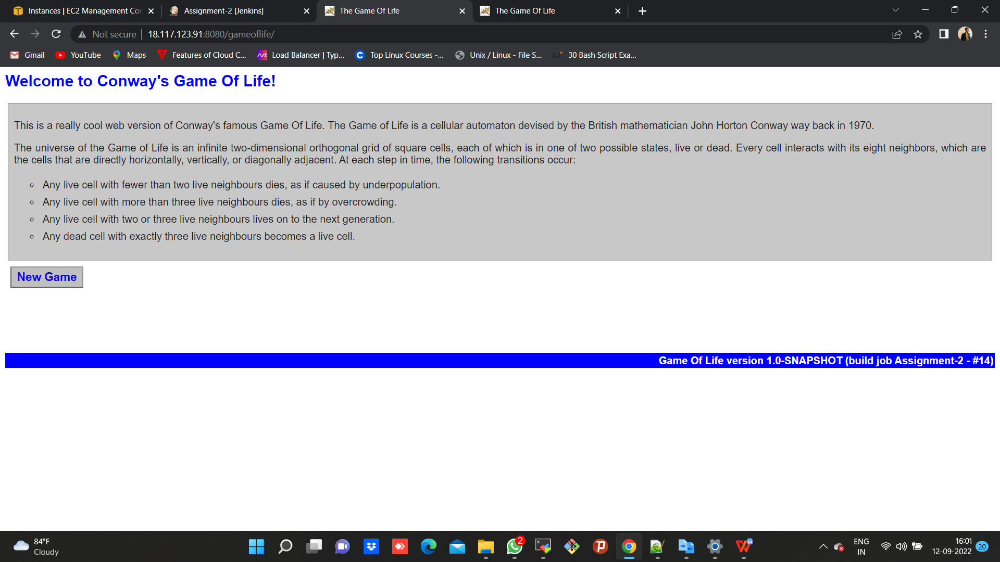 Instances | EC2 Management Con
Assignment-2 [Jenkins]
The Game Of Life
The Game Of Life
Not secure | 18.117.123.91:8080/gameoflife/
Gmail
YouTube
Maps
Features of Cloud C...
Load Balancer | Typ...
Top Linux Courses -...
Unix / Linux - File S...
30 Bash Script Exa...
Welcome to Conway's Game Of Life!
This is a really cool web version of Conway's famous Game Of Life. The Game of Life is a cellular automaton devised by the British mathematician John Horton Conway way back in 1970.
The universe of the Game of Life is an infinite two-dimensional orthogonal grid of square cells, each of which is in one of two possible states, live or dead. Every cell interacts with its eight neighbors, which are
the cells that are directly horizontally, vertically, or diagonally adjacent. At each step in time, the following transitions occur:
Any live cell with fewer than two live neighbours dies, as if caused by underpopulation.
Any live cell with more than three live neighbours dies, as if by overcrowding.
Any live cell with two or three live neighbours lives on to the next generation.
Any dead cell with exactly three live neighbours becomes a live cell.
New Game
Game Of Life version 1.0-SNAPSHOT (build job Assignment-2 - #14)
84°F
Cloudy
2
ENG
IN
16:01
12-09-2022
20